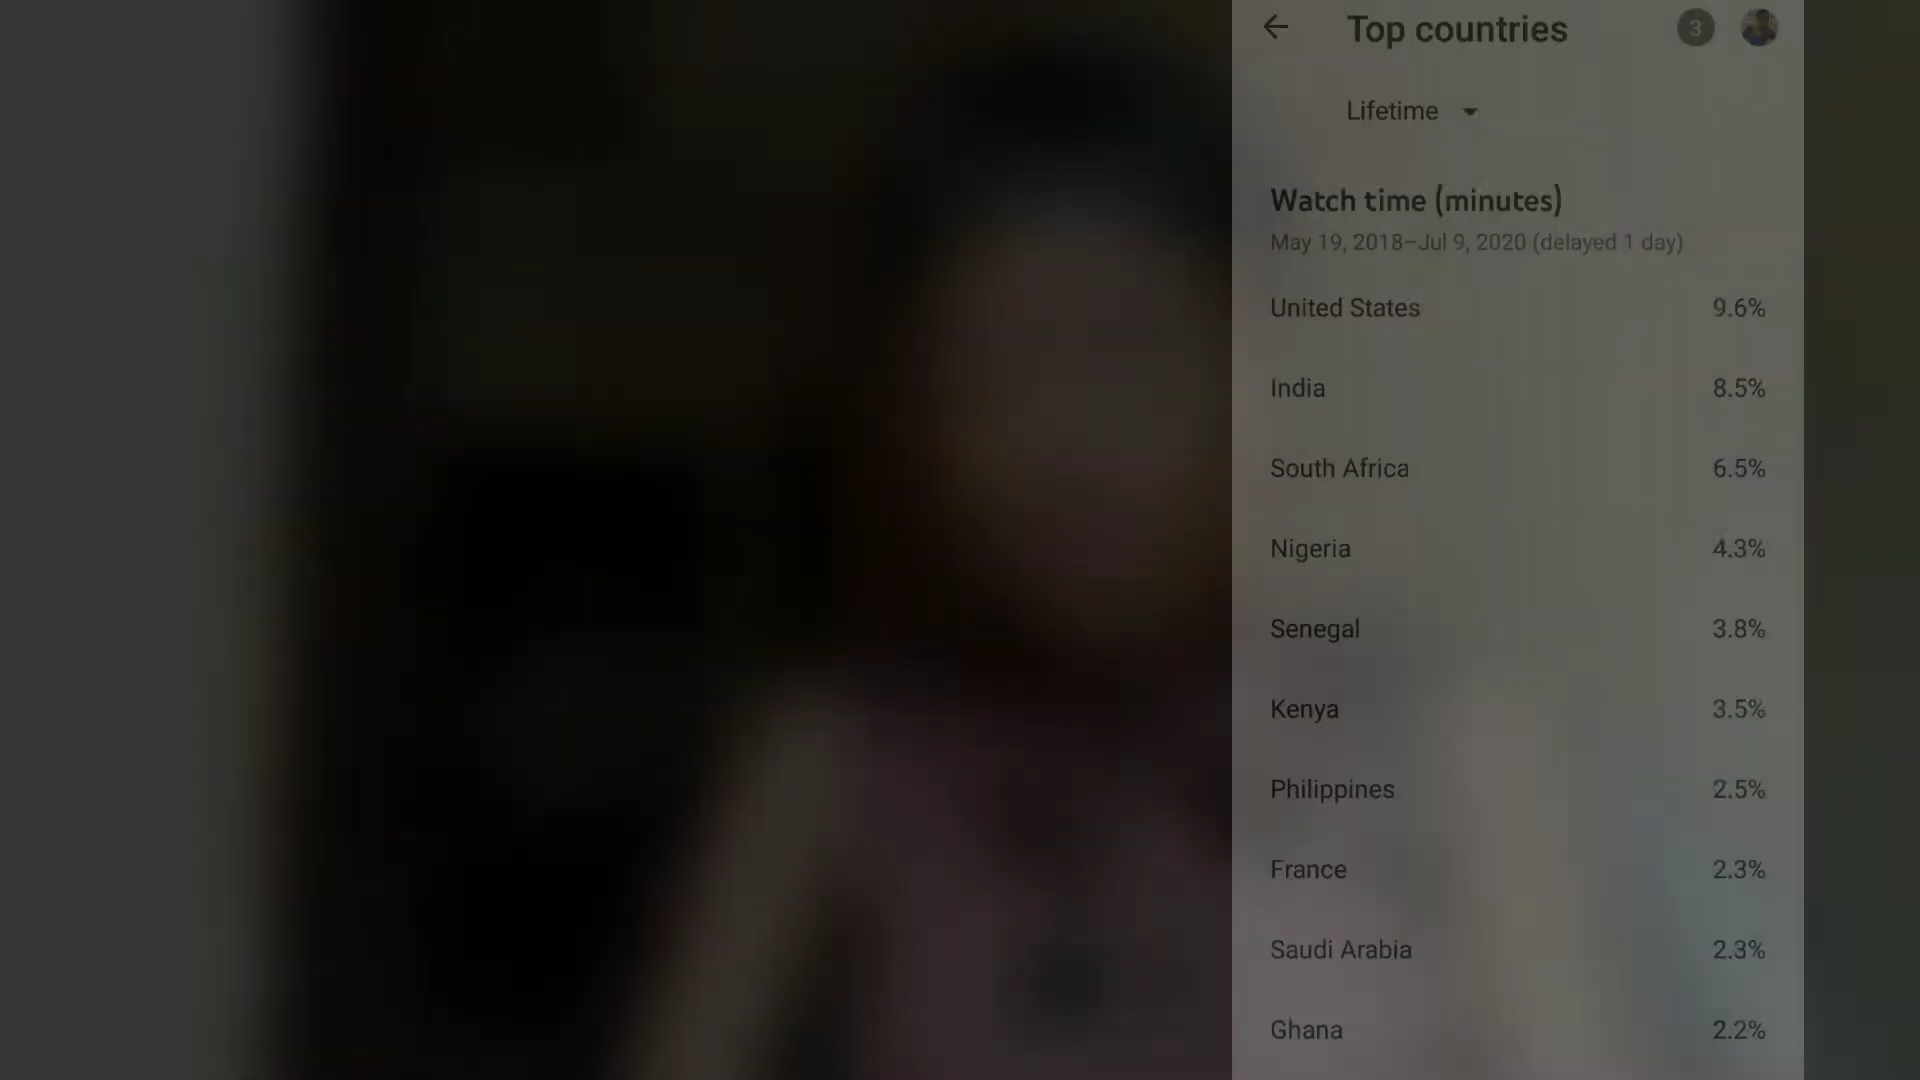 Top countries
3
Lifetime
Watch time (minutes)
May 19, 2018–Jul 9, 2020 (delayed 1 day)
United States 9.6%
India 8.5%
South Africa 6.5%
Nigeria 4.3%
Senegal 3.8%
Kenya 3.5%
Philippines 2.5%
France 2.3%
Saudi Arabia 2.3%
Ghana 2.2%